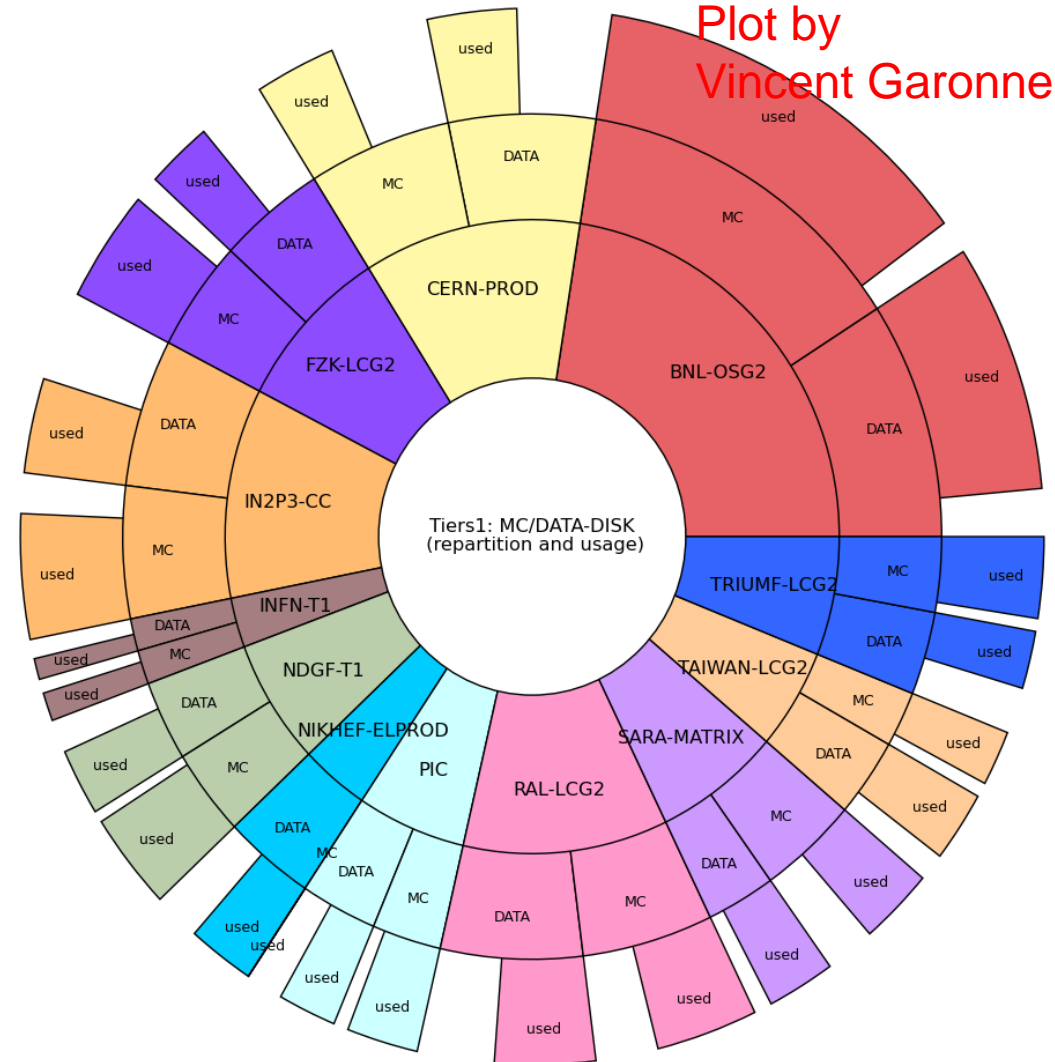 Plot by
Vincent Garonne
used
used
used
DATA
MC
used
MC
DATA
used
CERN-PROD
used
MC
FZK-LCG2
BNL-OSG2
used
DATA
used
DATA
IN2P3-CC
Tiers1: MC/DATA-DISK
(repartition and usage)
MC
used
INFN-T1
DATA
MC
used
used
TRIUMF-LCG2
MC
used
DATA
used
NDGF-T1
DATA
MC
used
used
TAIWAN-LCG2
MC
used
DATA
used
NIKHEF-ELPROD
DATA
MC
used
used
PIC
DATA
MC
used
used
RAL-LCG2
DATA
MC
used
used
SARA-MATRIX
MC
DATA
used
used